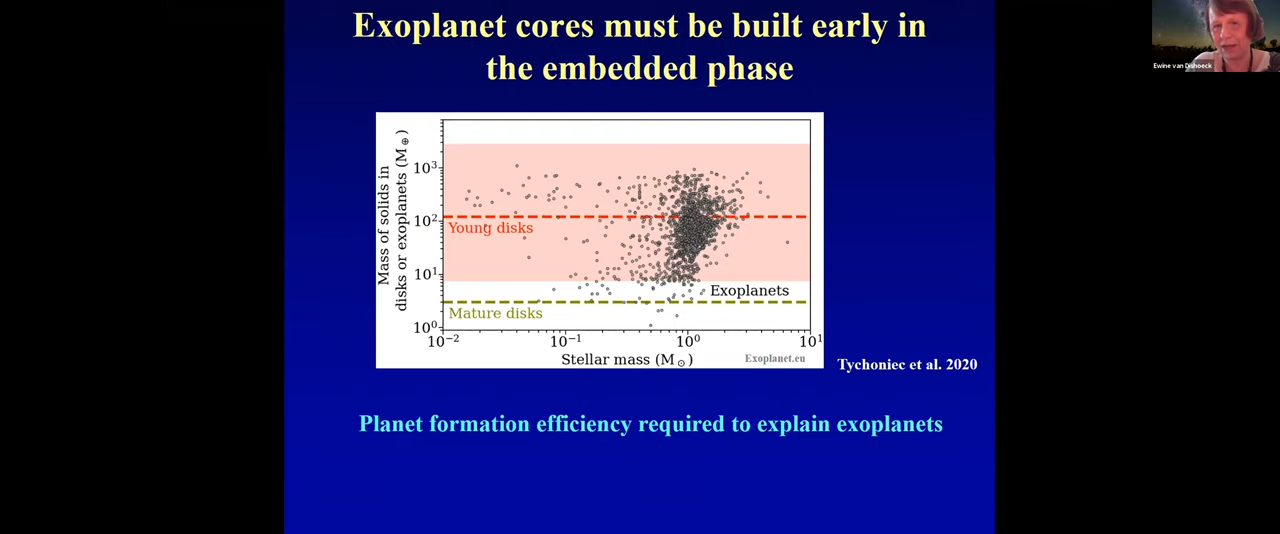 Exoplanet cores must be built early in
the embedded phase
Ewine van Dishoeck
Mass of solids in
disks or exoplanets (M⊕)
10³
10²
10¹
10⁰
Young disks
Exoplanets
Mature disks
10⁻²
10⁻¹
10⁰
10¹
Stellar mass (M⊙)
Exoplanet.eu
Tychoniec et al. 2020
Planet formation efficiency required to explain exoplanets